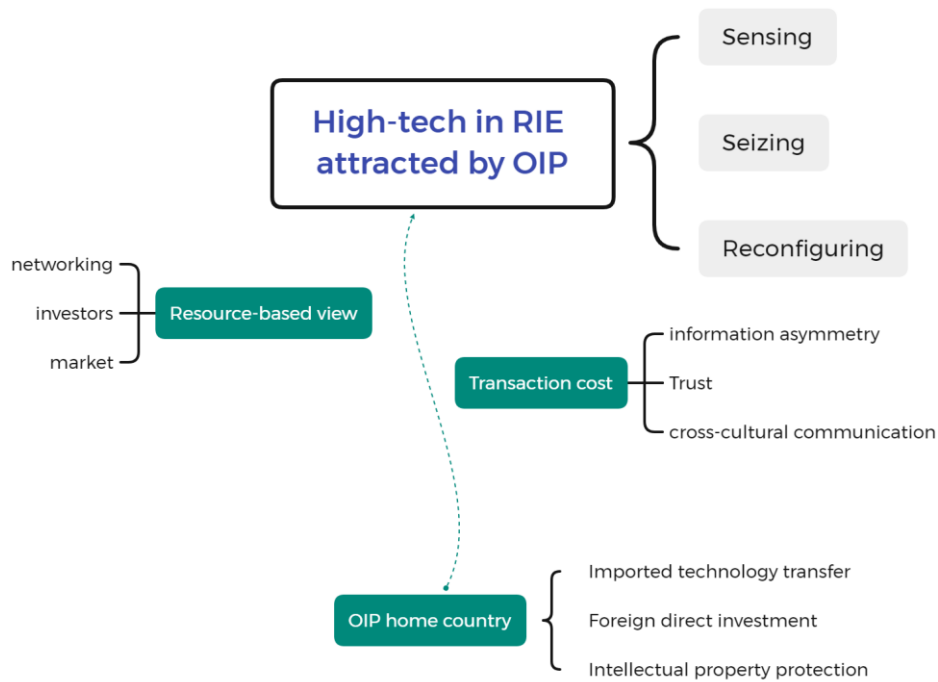 Sensing
High-tech in RIE
attracted by OIP
Seizing
Reconfiguring
networking
investors
market
Resource-based view
information asymmetry
Transaction cost
Trust
cross-cultural communication
Imported technology transfer
OIP home country
Foreign direct investment
Intellectual property protection